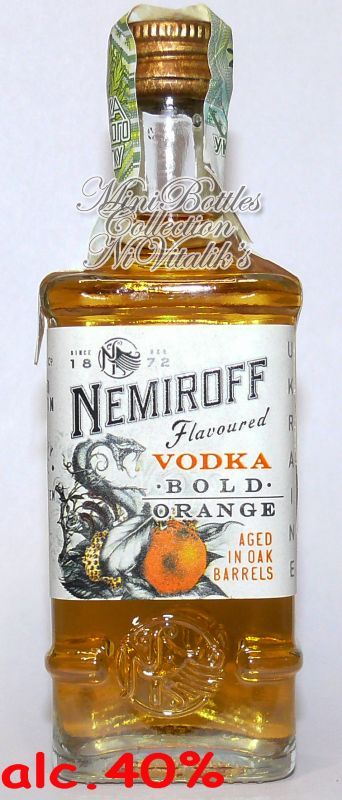 MiniBottles
Collection
NiVitalik's
SINCE 18 72
NEMIROFF
Flavoured
VODKA
·BOLD·
ORANGE
AGED
IN OAK
BARRELS
UKRAINE
alc.40%